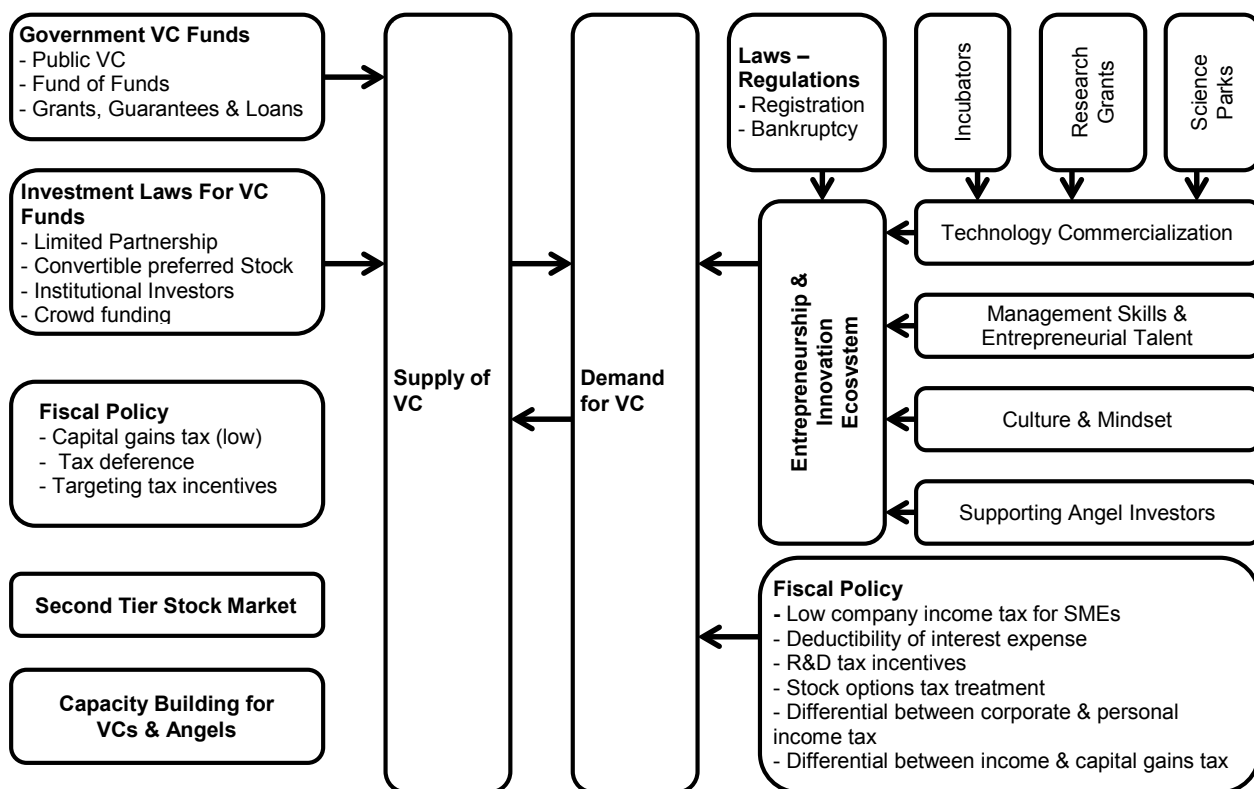 Government VC Funds
- Public VC
- Fund of Funds
- Grants, Guarantees & Loans
Investment Laws For VC
Funds
- Limited Partnership
- Convertible preferred Stock
- Institutional Investors
- Crowd funding
Fiscal Policy
- Capital gains tax (low)
- Tax deference
- Targeting tax incentives
Second Tier Stock Market
Capacity Building for
VCs & Angels
Supply of
VC
Demand
for VC
Laws –
Regulations
- Registration
- Bankruptcy
Incubators
Research
Grants
Science
Parks
Entrepreneurship &
Innovation
Ecosystem
Technology Commercialization
Management Skills &
Entrepreneurial Talent
Culture & Mindset
Supporting Angel Investors
Fiscal Policy
- Low company income tax for SMEs
- Deductibility of interest expense
- R&D tax incentives
- Stock options tax treatment
- Differential between corporate & personal
income tax
- Differential between income & capital gains tax